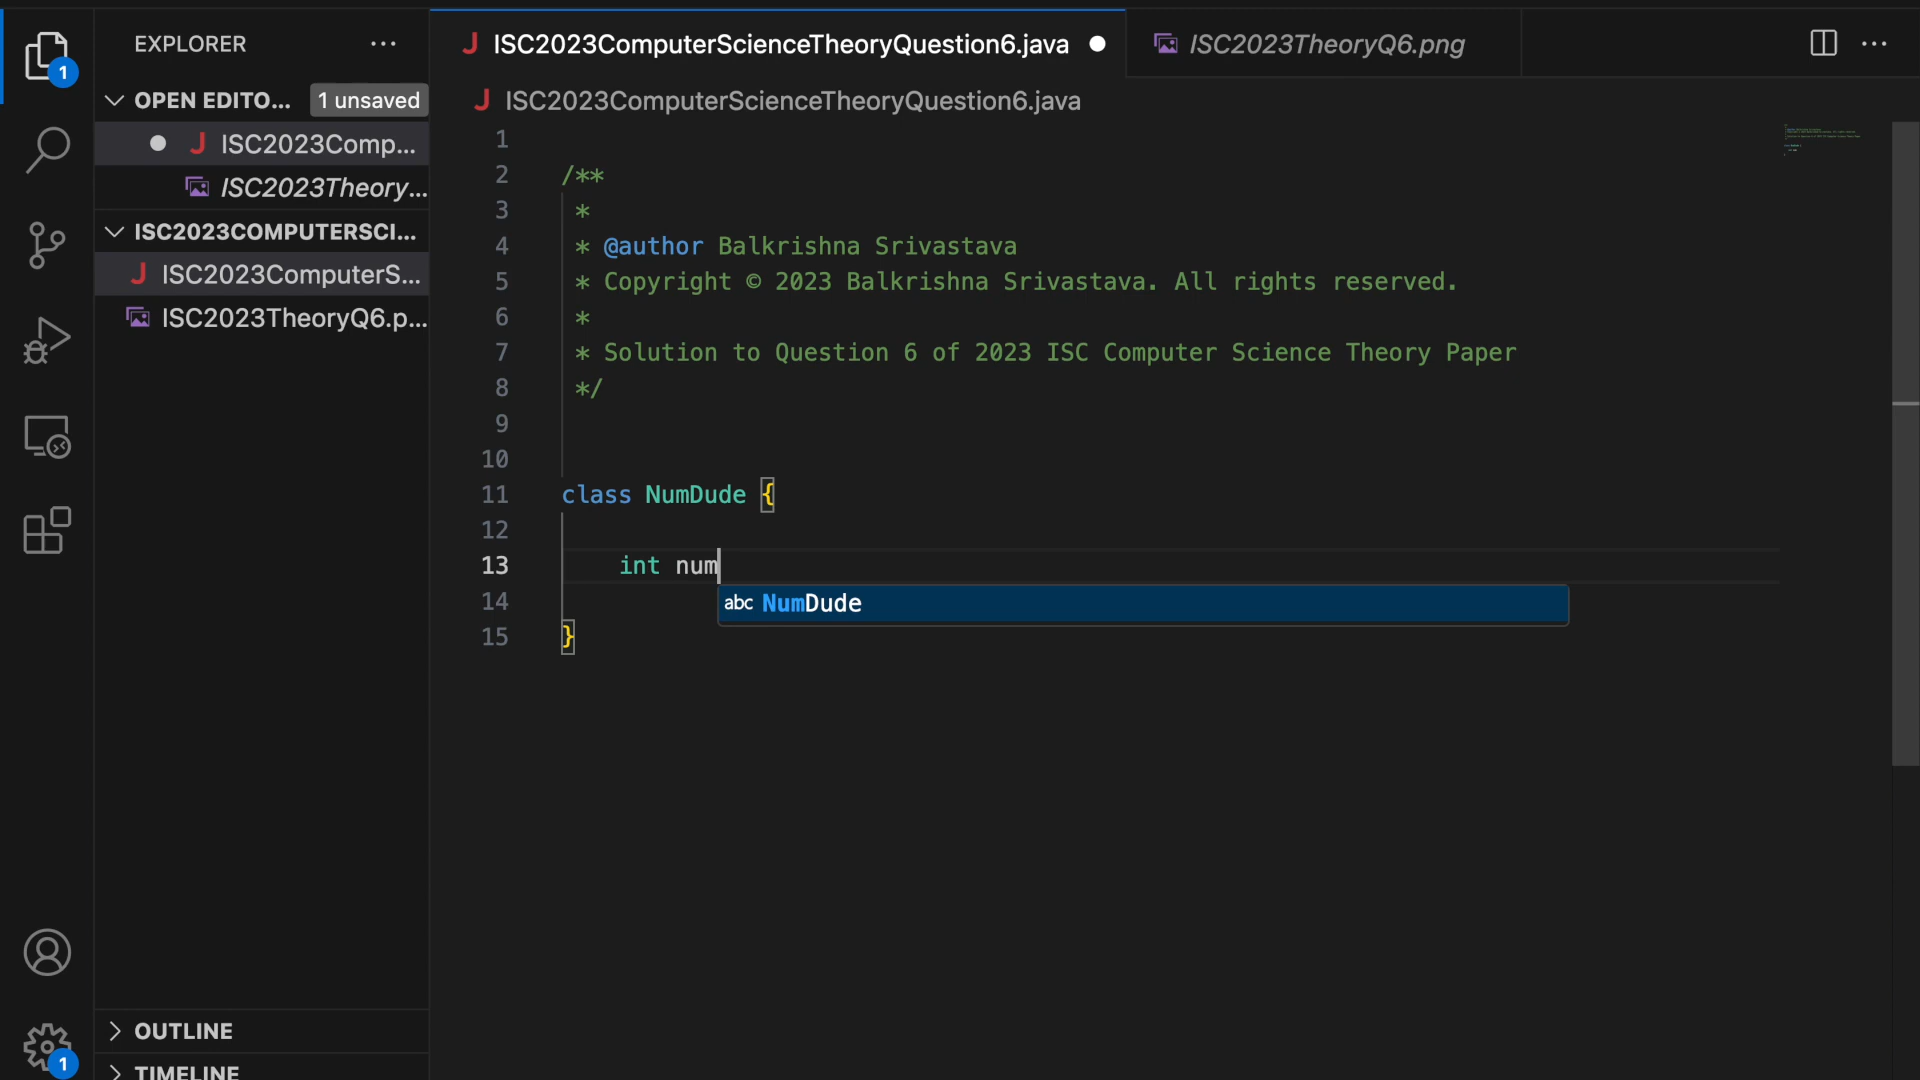 EXPLORER
OPEN EDITO... 1 unsaved
J ISC2023Comp...
ISC2023Theory...
ISC2023COMPUTERSCI...
J ISC2023ComputerS...
ISC2023TheoryQ6.p...
OUTLINE
TIMELINE
1
1
J ISC2023ComputerScienceTheoryQuestion6.java
ISC2023TheoryQ6.png
J ISC2023ComputerScienceTheoryQuestion6.java
1
2 /**
3 *
4 * @author Balkrishna Srivastava
5 * Copyright © 2023 Balkrishna Srivastava. All rights reserved.
6 *
7 * Solution to Question 6 of 2023 ISC Computer Science Theory Paper
8 */
9
10
11 class NumDude {
12
13 int num
abc NumDude
14
15 }